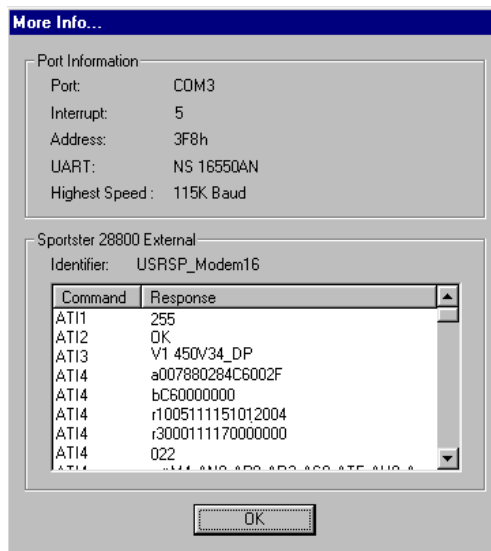 More Info...
Port Information
Port: COM3
Interrupt: 5
Address: 3F8h
UART: NS 16550AN
Highest Speed : 115K Baud
Sportster 28800 External
Identifier: USRSP_Modem16
Command Response
ATI1 255
ATI2 OK
ATI3 V1 450V34_DP
ATI4 a007880284C6002F
ATI4 bC60000000
ATI4 r1005111151012004
ATI4 r3000111170000000
ATI4 022
ATI4
OK